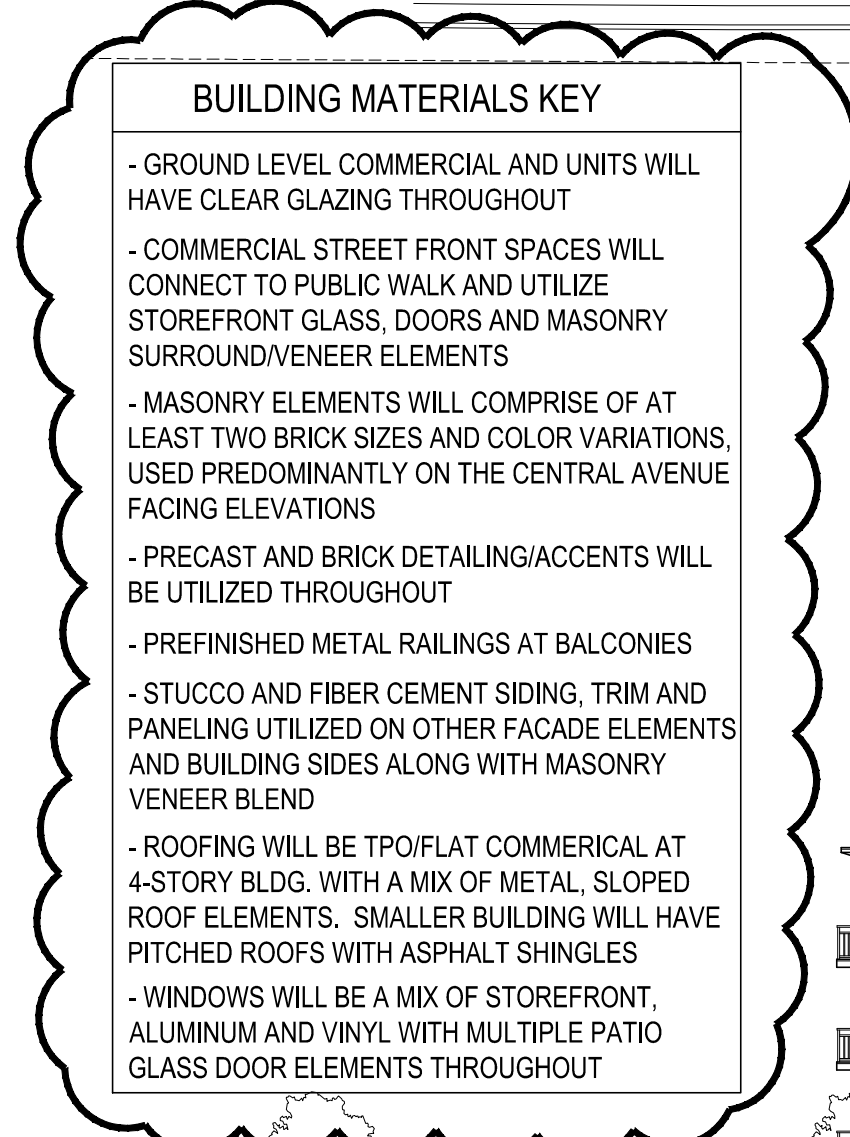 BUILDING MATERIALS KEY
- GROUND LEVEL COMMERCIAL AND UNITS WILL
HAVE CLEAR GLAZING THROUGHOUT
- COMMERCIAL STREET FRONT SPACES WILL
CONNECT TO PUBLIC WALK AND UTILIZE
STOREFRONT GLASS, DOORS AND MASONRY
SURROUND/VENEER ELEMENTS
- MASONRY ELEMENTS WILL COMPRISE OF AT
LEAST TWO BRICK SIZES AND COLOR VARIATIONS,
USED PREDOMINANTLY ON THE CENTRAL AVENUE
FACING ELEVATIONS
- PRECAST AND BRICK DETAILING/ACCENTS WILL
BE UTILIZED THROUGHOUT
- PREFINISHED METAL RAILINGS AT BALCONIES
- STUCCO AND FIBER CEMENT SIDING, TRIM AND
PANELING UTILIZED ON OTHER FACADE ELEMENTS
AND BUILDING SIDES ALONG WITH MASONRY
VENEER BLEND
- ROOFING WILL BE TPO/FLAT COMMERICAL AT
4-STORY BLDG. WITH A MIX OF METAL, SLOPED
ROOF ELEMENTS.  SMALLER BUILDING WILL HAVE
PITCHED ROOFS WITH ASPHALT SHINGLES
- WINDOWS WILL BE A MIX OF STOREFRONT,
ALUMINUM AND VINYL WITH MULTIPLE PATIO
GLASS DOOR ELEMENTS THROUGHOUT